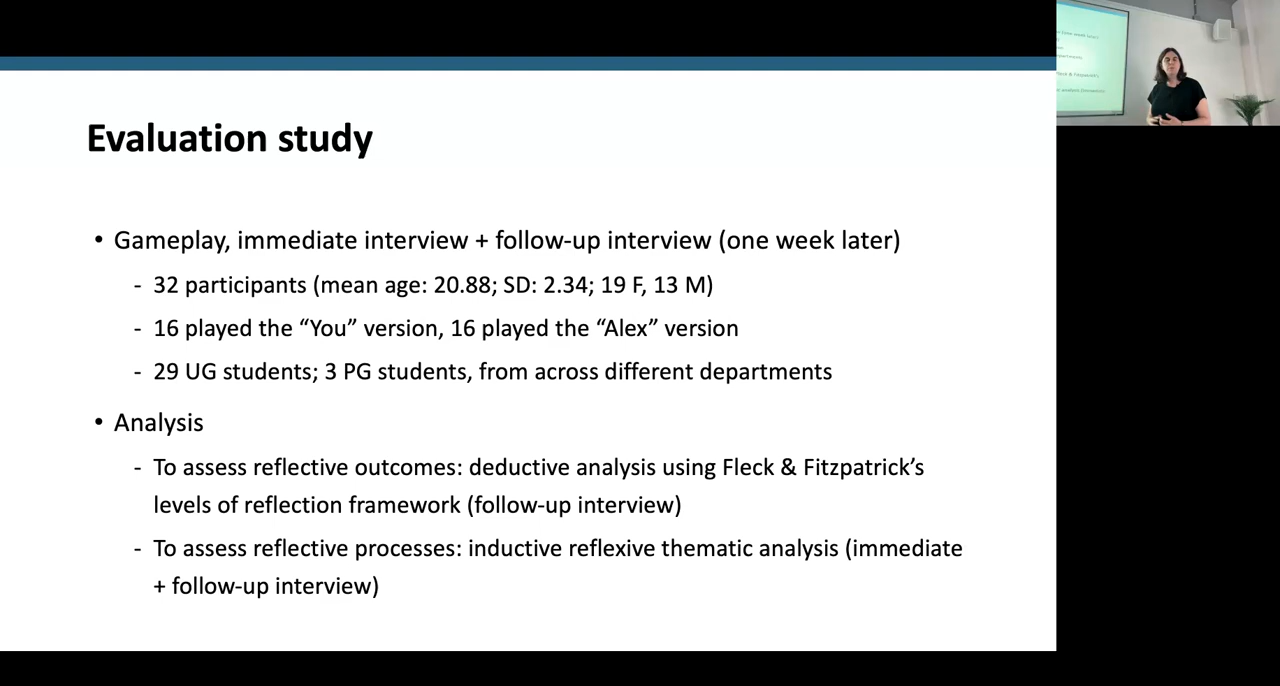 Evaluation study
• Gameplay, immediate interview + follow-up interview (one week later)
- 32 participants (mean age: 20.88; SD: 2.34; 19 F, 13 M)
- 16 played the “You” version, 16 played the “Alex” version
- 29 UG students; 3 PG students, from across different departments
• Analysis
- To assess reflective outcomes: deductive analysis using Fleck & Fitzpatrick’s
levels of reflection framework (follow-up interview)
- To assess reflective processes: inductive reflexive thematic analysis (immediate
+ follow-up interview)